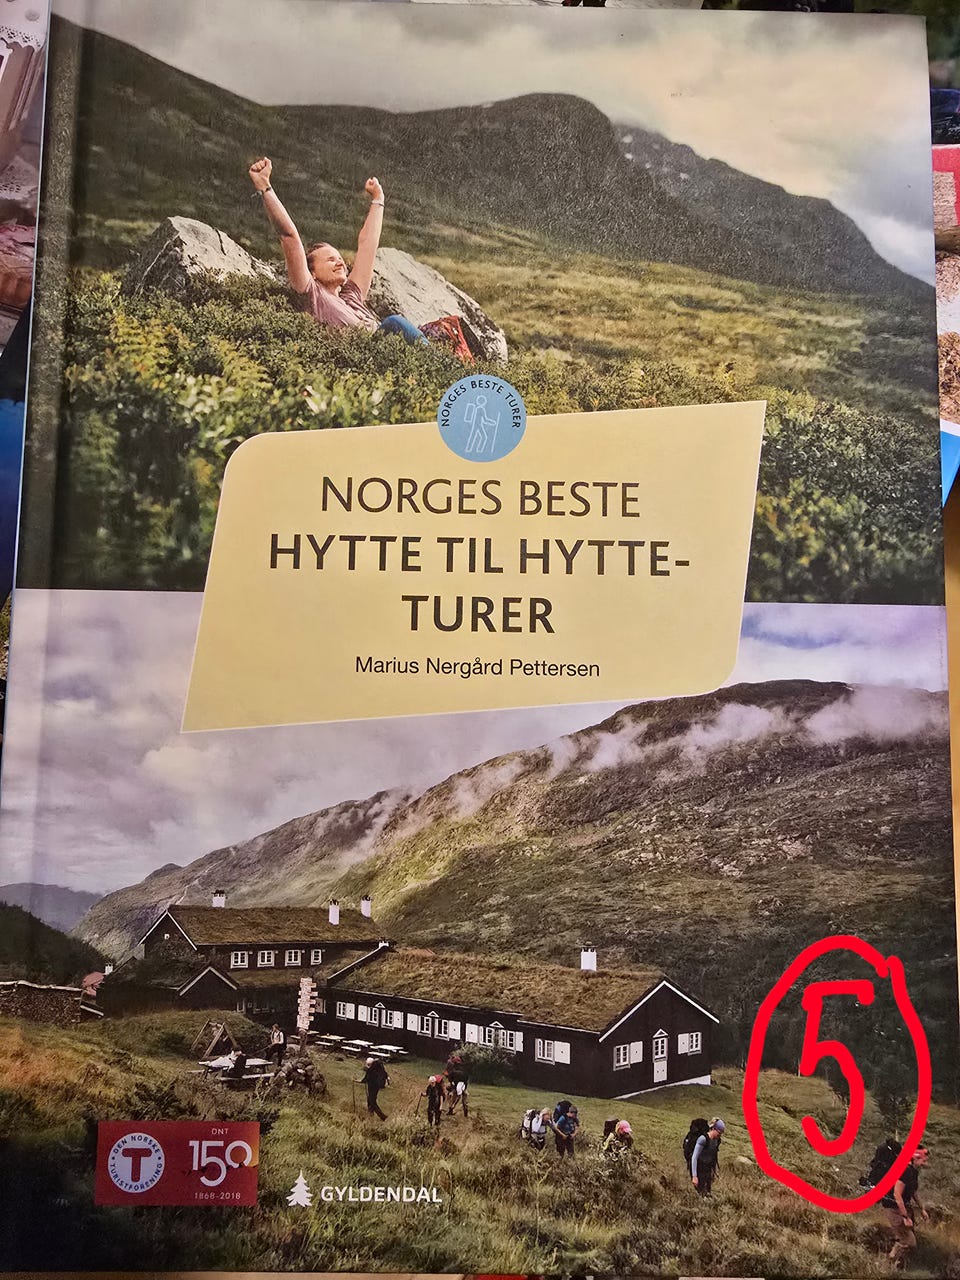 NORGES BESTE TURER
NORGES BESTE
HYTTE TIL HYTTE-
TURER
Marius Nergård Pettersen
5
DEN NORSKE
TURISTFORENING
T
DNT
150
1868-2018
GYLDENDAL